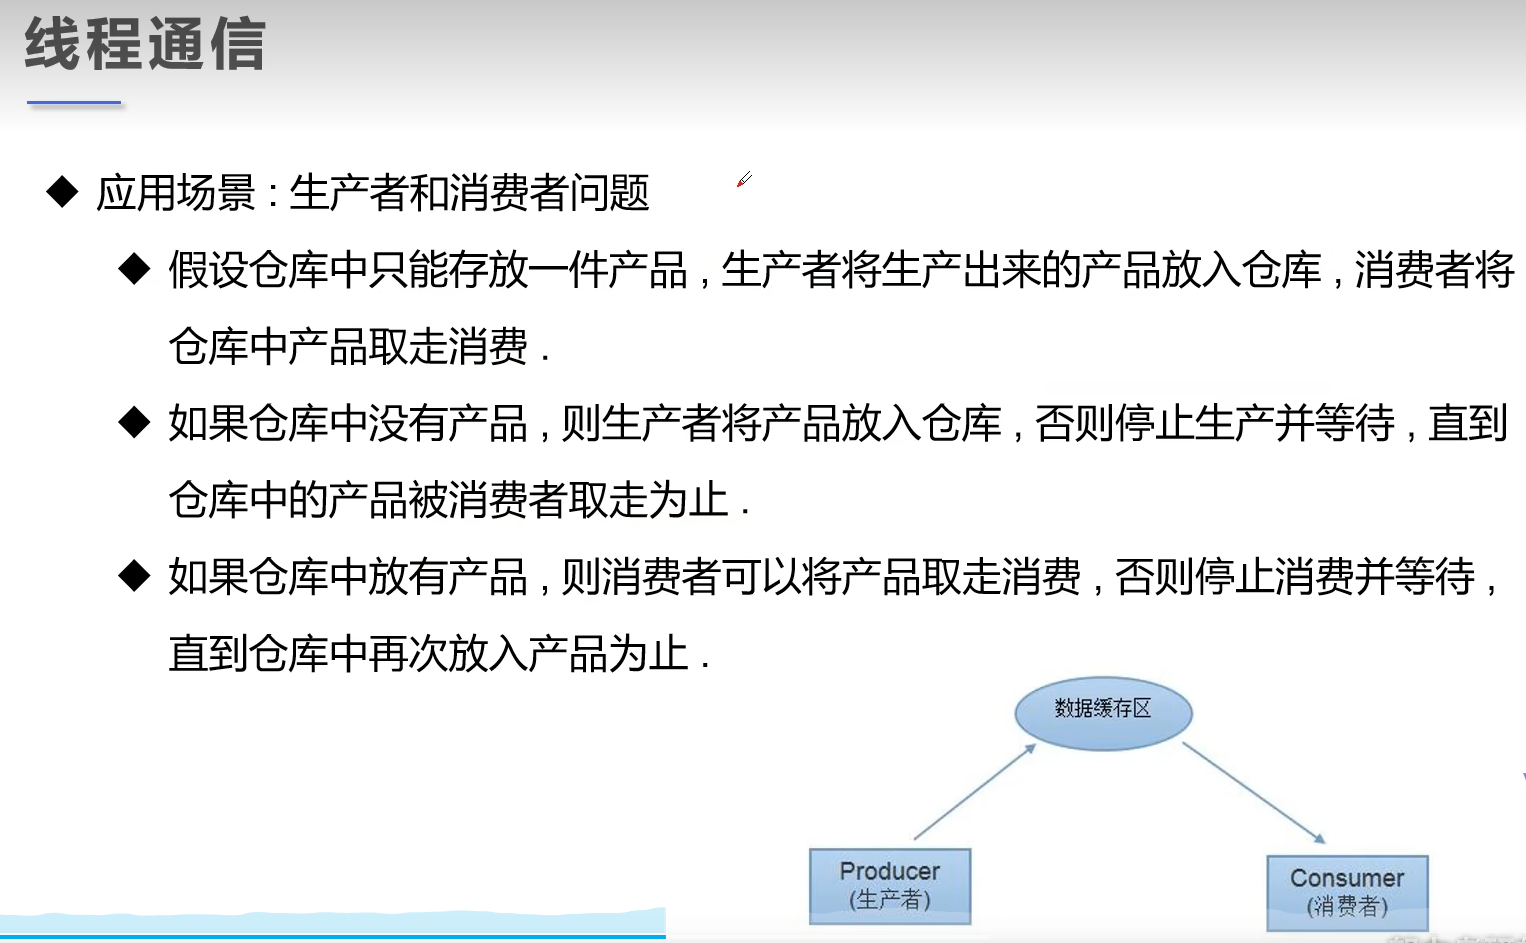 线程通信
◆ 应用场景 : 生产者和消费者问题
◆ 假设仓库中只能存放一件产品 , 生产者将生产出来的产品放入仓库 , 消费者将
仓库中产品取走消费 .
◆ 如果仓库中没有产品 , 则生产者将产品放入仓库 , 否则停止生产并等待 , 直到
仓库中的产品被消费者取走为止 .
◆ 如果仓库中放有产品 , 则消费者可以将产品取走消费 , 否则停止消费并等待 ,
直到仓库中再次放入产品为止 .
数据缓存区
Producer
(生产者)
Consumer
(消费者)